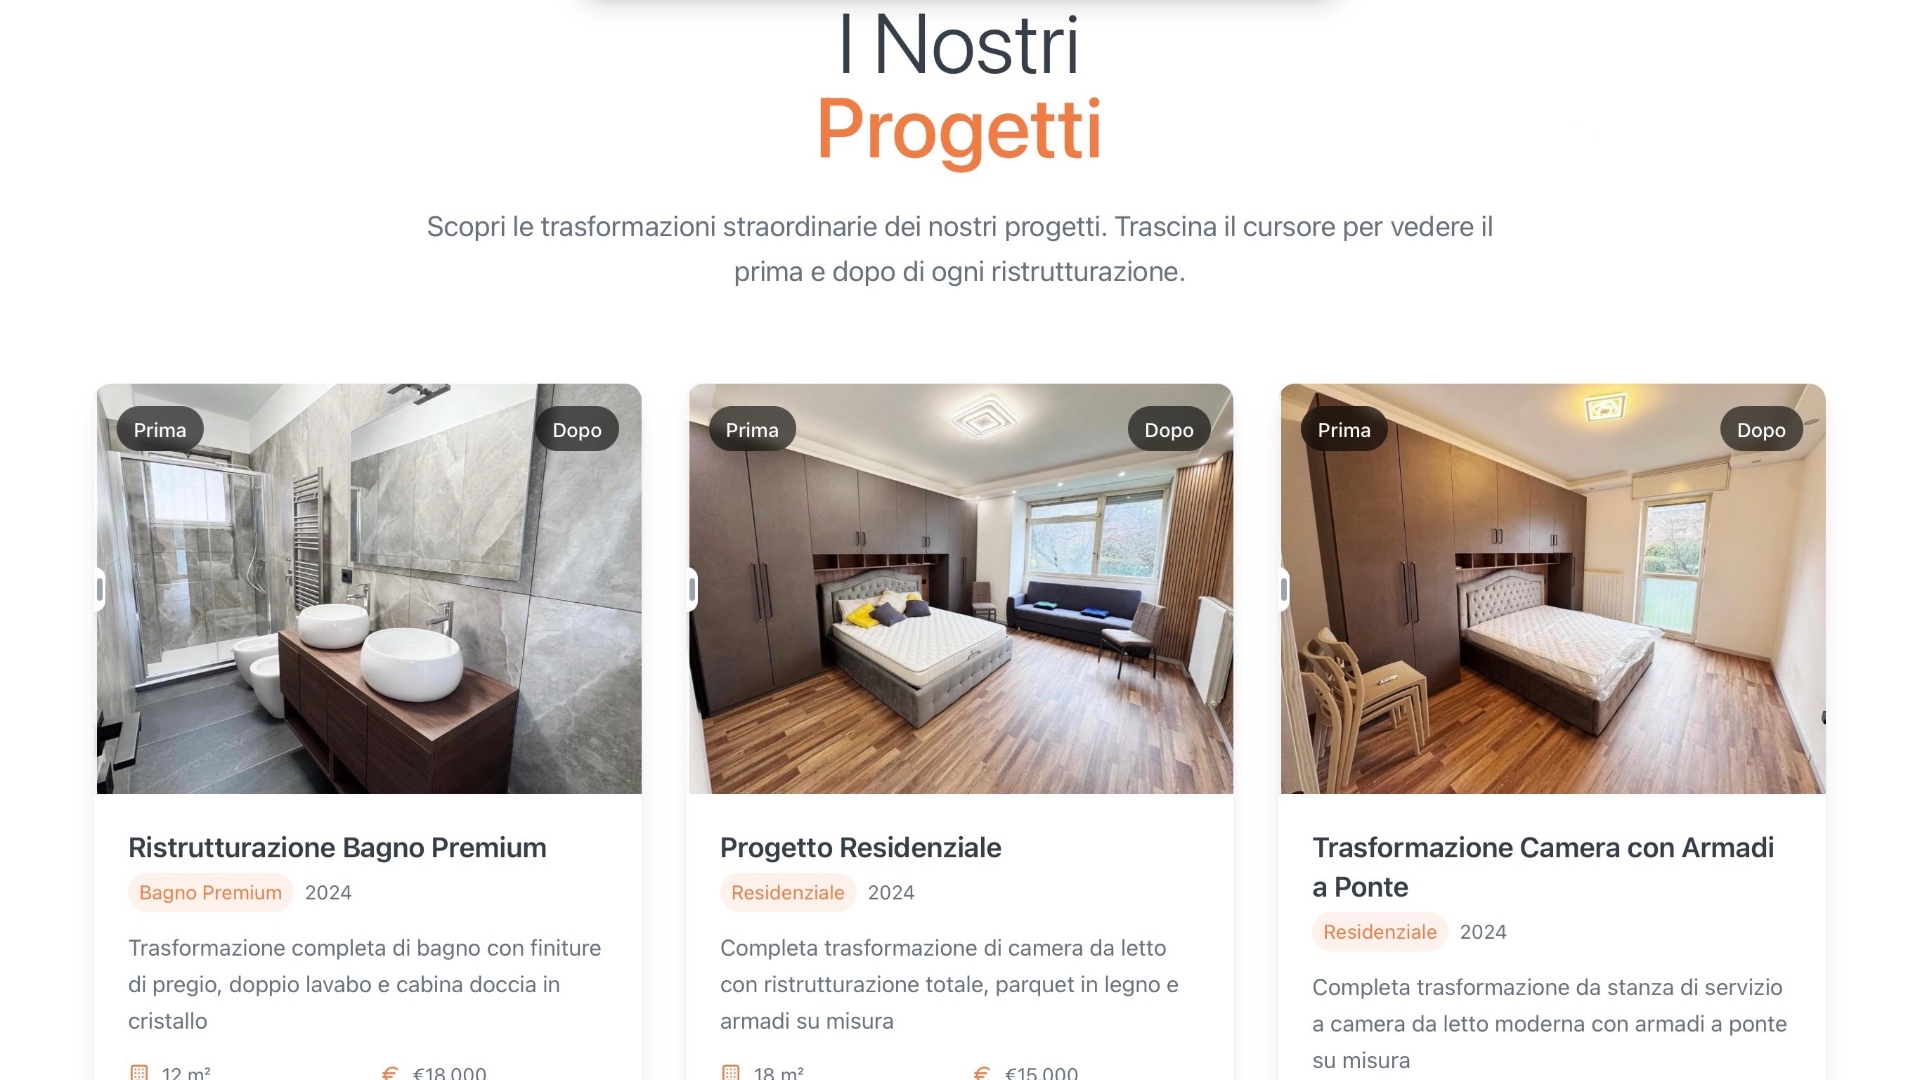 I Nostri
Progetti
Scopri le trasformazioni straordinarie dei nostri progetti. Trascina il cursore per vedere il
prima e dopo di ogni ristrutturazione.
Prima
Dopo
Prima
Dopo
Prima
Dopo
Ristrutturazione Bagno Premium
Bagno Premium 2024
Trasformazione completa di bagno con finiture
di pregio, doppio lavabo e cabina doccia in
cristallo
12 m²
€18.000
Progetto Residenziale
Residenziale 2024
Completa trasformazione di camera da letto
con ristrutturazione totale, parquet in legno e
armadi su misura
18 m²
€15.000
Trasformazione Camera con Armadi
a Ponte
Residenziale 2024
Completa trasformazione da stanza di servizio
a camera da letto moderna con armadi a ponte
su misura